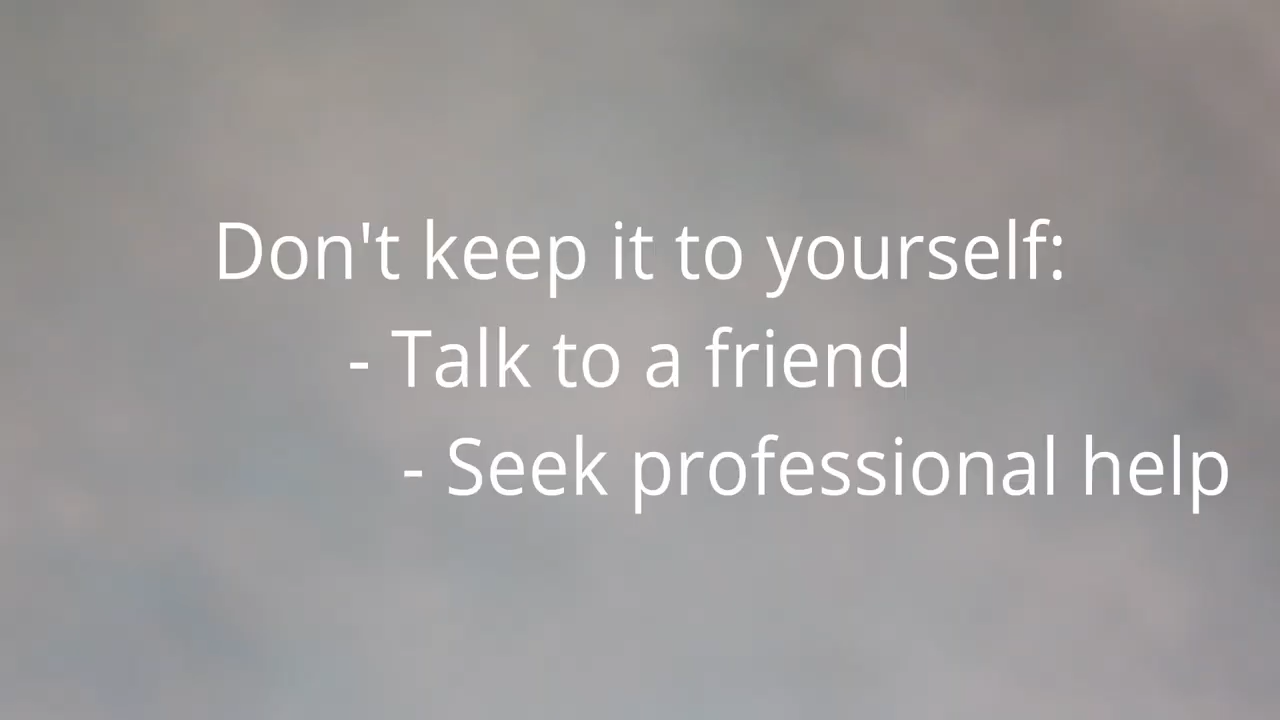 Don't keep it to yourself:
- Talk to a friend
- Seek professional help